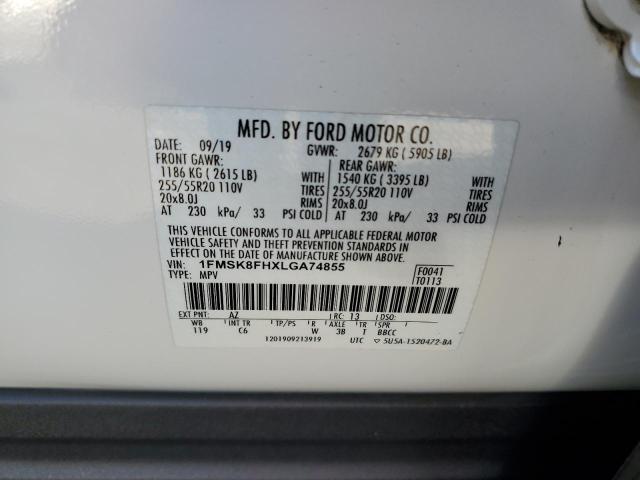 MFD. BY FORD MOTOR CO.
DATE: 09/19 GVWR: 2679 KG ( 5905 LB)
FRONT GAWR: REAR GAWR:
1186 KG ( 2615 LB) WITH 1540 KG ( 3395 LB) WITH
255/55R20 110V TIRES 255/55R20 110V TIRES
20x8.0J RIMS 20x8.0J RIMS
AT 230 kPa/ 33 PSI COLD AT 230 kPa/ 33 PSI COLD
THIS VEHICLE CONFORMS TO ALL APPLICABLE FEDERAL MOTOR
VEHICLE SAFETY AND THEFT PREVENTION STANDARDS IN
EFFECT ON THE DATE OF MANUFACTURE SHOWN ABOVE.
VIN: 1FMSK8FHXLGA74855 F0041
TYPE: MPV T0113
EXT PNT: AZ RC: 13 DSO:
WB INT TR TP/PS R AXLE TR SPR
119 C6 W 3B T BBCC
1201909213919 UTC 5U5A-1520472-BA